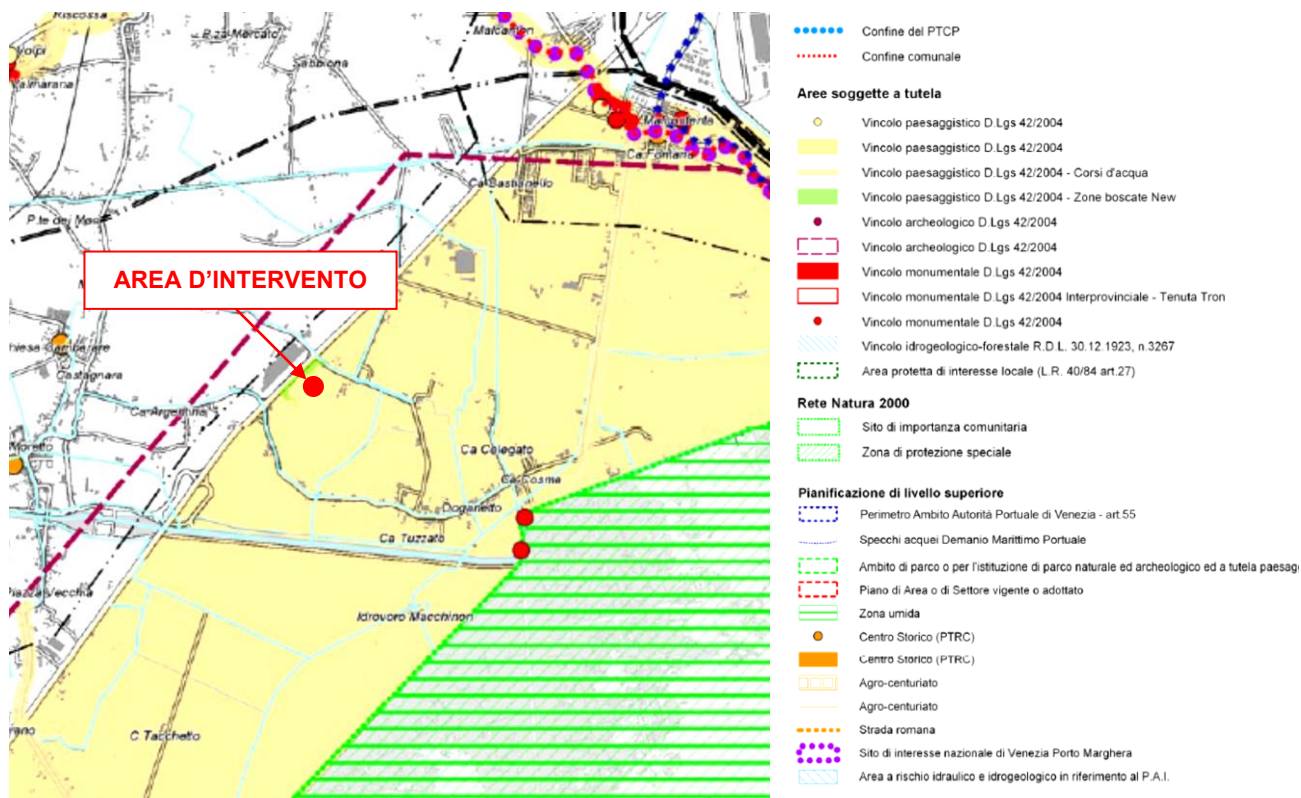 Riscossa
P.za Mercato
Malcanton
Volpi
Sabbiona
Valmarana
Malcontenta
Ca Fornaria
Ca Bastianello
P.te dei Mosi
AREA D'INTERVENTO
Chiesa Gambarare
Castagnara
Ca Argentina
Moretto
Ca Colegato
Ca Cosma
Doganetto
Ca Tuzzato
Piazza Vecchia
Idrovoro Macchinon
C Tacchetto
Confine del PTCP
Confine comunale
Aree soggette a tutela
Vincolo paesaggistico D.Lgs 42/2004
Vincolo paesaggistico D.Lgs 42/2004
Vincolo paesaggistico D.Lgs 42/2004 - Corsi d'acqua
Vincolo paesaggistico D.Lgs 42/2004 - Zone boscate New
Vincolo archeologico D.Lgs 42/2004
Vincolo archeologico D.Lgs 42/2004
Vincolo monumentale D.Lgs 42/2004
Vincolo monumentale D.Lgs 42/2004 Interprovinciale - Tenuta Tron
Vincolo monumentale D.Lgs 42/2004
Vincolo idrogeologico-forestale R.D.L. 30.12.1923, n.3267
Area protetta di interesse locale (L.R. 40/84 art.27)
Rete Natura 2000
Sito di importanza comunitaria
Zona di protezione speciale
Pianificazione di livello superiore
Perimetro Ambito Autorità Portuale di Venezia - art.55
Specchi acquei Demanio Marittimo Portuale
Ambito di parco o per l'istituzione di parco naturale ed archeologico ed a tutela paesag
Piano di Area o di Settore vigente o adottato
Zona umida
Centro Storico (PTRC)
Centro Storico (PTRC)
Agro-centuriato
Agro-centuriato
Strada romana
Sito di interesse nazionale di Venezia Porto Marghera
Area a rischio idraulico e idrogeologico in riferimento al P.A.I.